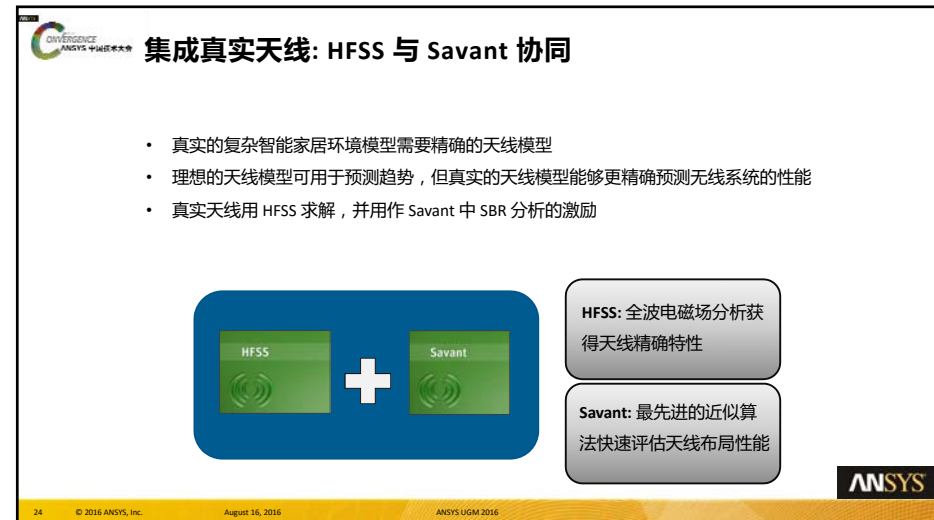 CONVERGENCE
ANSYS 中国技术大会
集成真实天线: HFSS 与 Savant 协同
• 真实的复杂智能家居环境模型需要精确的天线模型
• 理想的天线模型可用于预测趋势，但真实的天线模型能够更精确预测无线系统的性能
• 真实天线用 HFSS 求解，并用作 Savant 中 SBR 分析的激励
HFSS
Savant
HFSS: 全波电磁场分析获
得天线精确特性
Savant: 最先进的近似算
法快速评估天线布局性能
ANSYS
24 © 2016 ANSYS, Inc. August 16, 2016 ANSYS UGM 2016